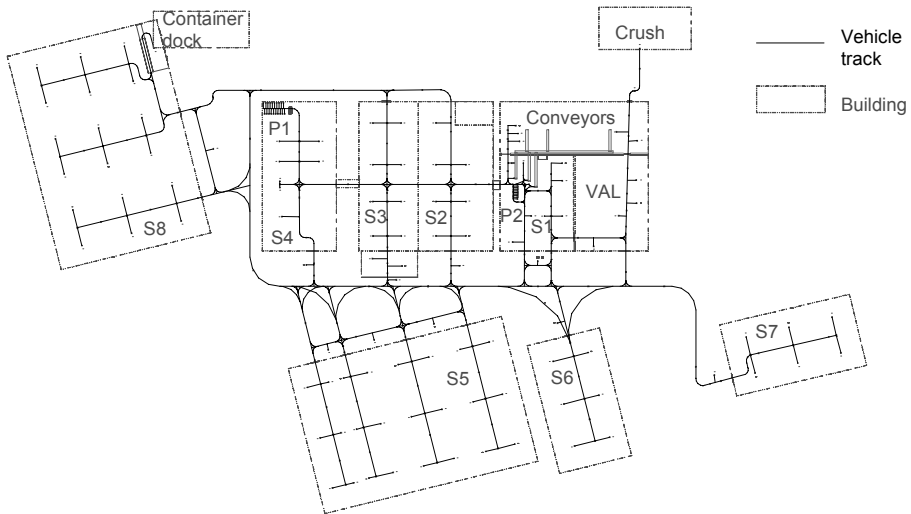 Container
dock
Crush
Vehicle
track
Building
P1
Conveyors
S3
S2
P2
S1
VAL
S4
S8
S7
S5
S6